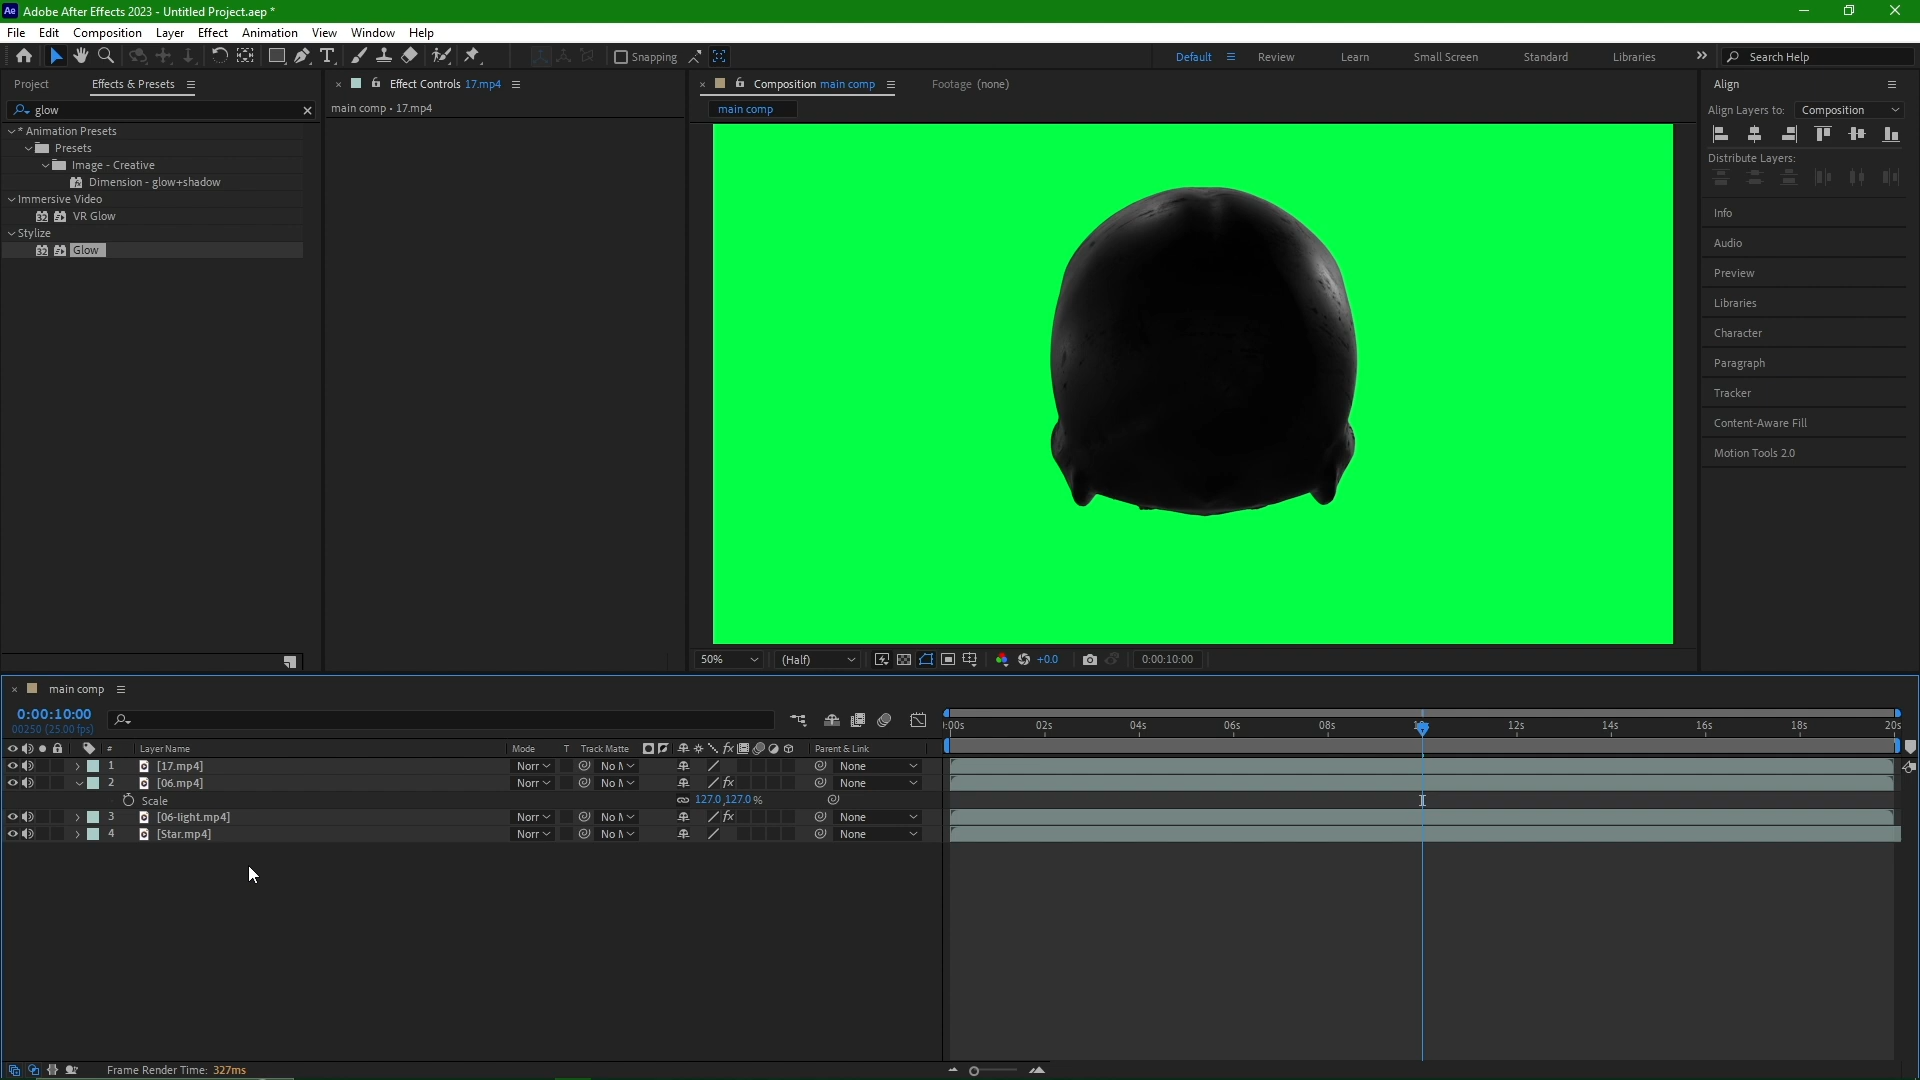 Ae Adobe After Effects 2023 - Untitled Project.aep *
File Edit Composition Layer Effect Animation View Window Help
Snapping Default Review Learn Small Screen Standard Libraries Search Help
Project Effects & Presets Effect Controls 17.mp4 Composition main comp Footage (none) Align
glow main comp • 17.mp4 main comp Align Layers to: Composition
* Animation Presets
Presets
Image - Creative
Dimension - glow+shadow
Immersive Video
VR Glow
Stylize
Glow
Distribute Layers:
Info
Audio
Preview
Libraries
Character
Paragraph
Tracker
Content-Aware Fill
Motion Tools 2.0
50% (Half) +0.0 0:00:10:00
main comp
0:00:10:00
00250 (25.00 fps)
:00s 02s 04s 06s 08s 12s 14s 16s 18s 20s
# Layer Name Mode T Track Matte fx Parent & Link
1 [17.mp4] Norr No M None
2 [06.mp4] Norr No M fx None
Scale 127.0,127.0 %
3 [06-light.mp4] Norr No M fx None
4 [Star.mp4] Norr No M None
Frame Render Time: 327ms